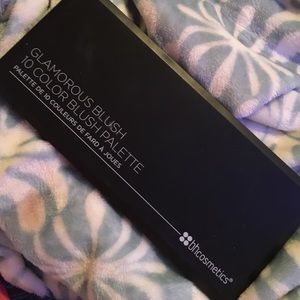 GLAMOROUS BLUSH
10 COLOR BLUSH PALETTE
PALETTE DE 10 COULEURS DE FARD A JOUES
bhcosmetics®